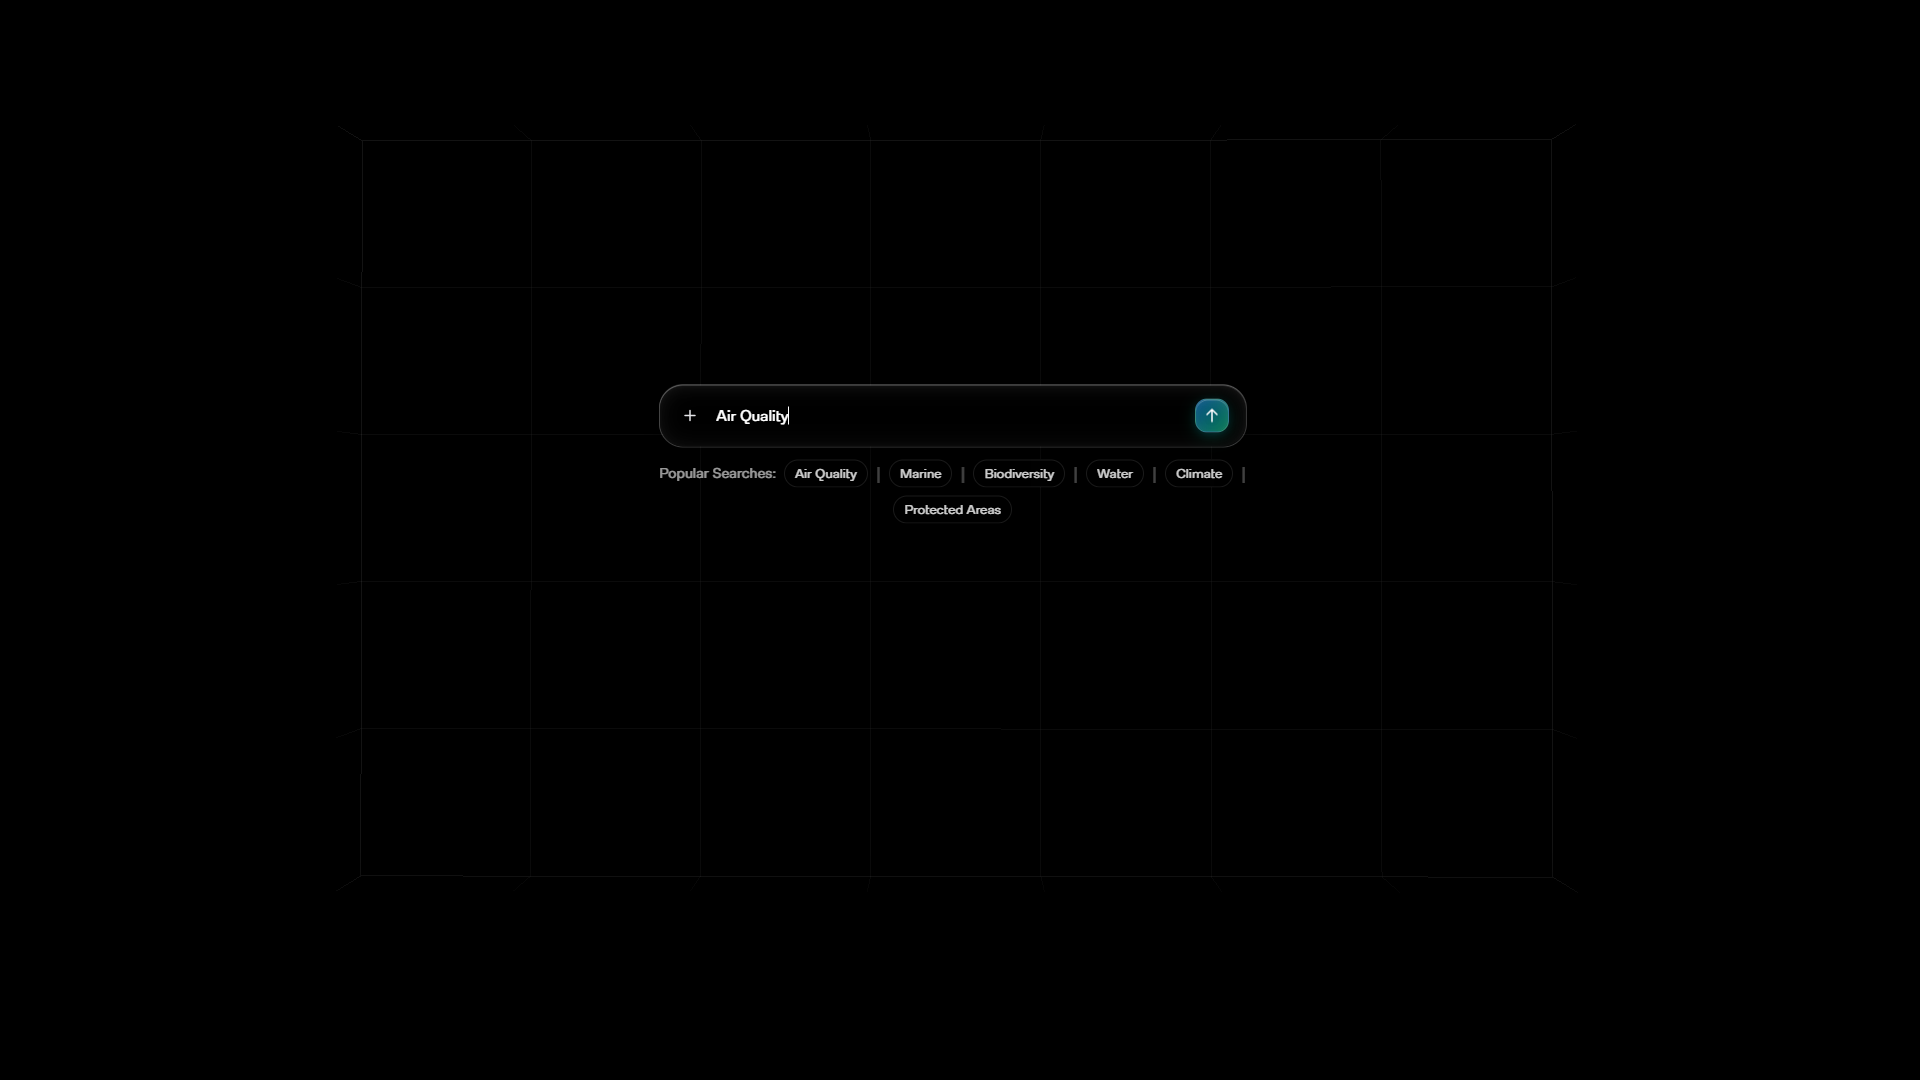 Air Quality
Popular Searches: Air Quality | Marine | Biodiversity | Water | Climate |
Protected Areas